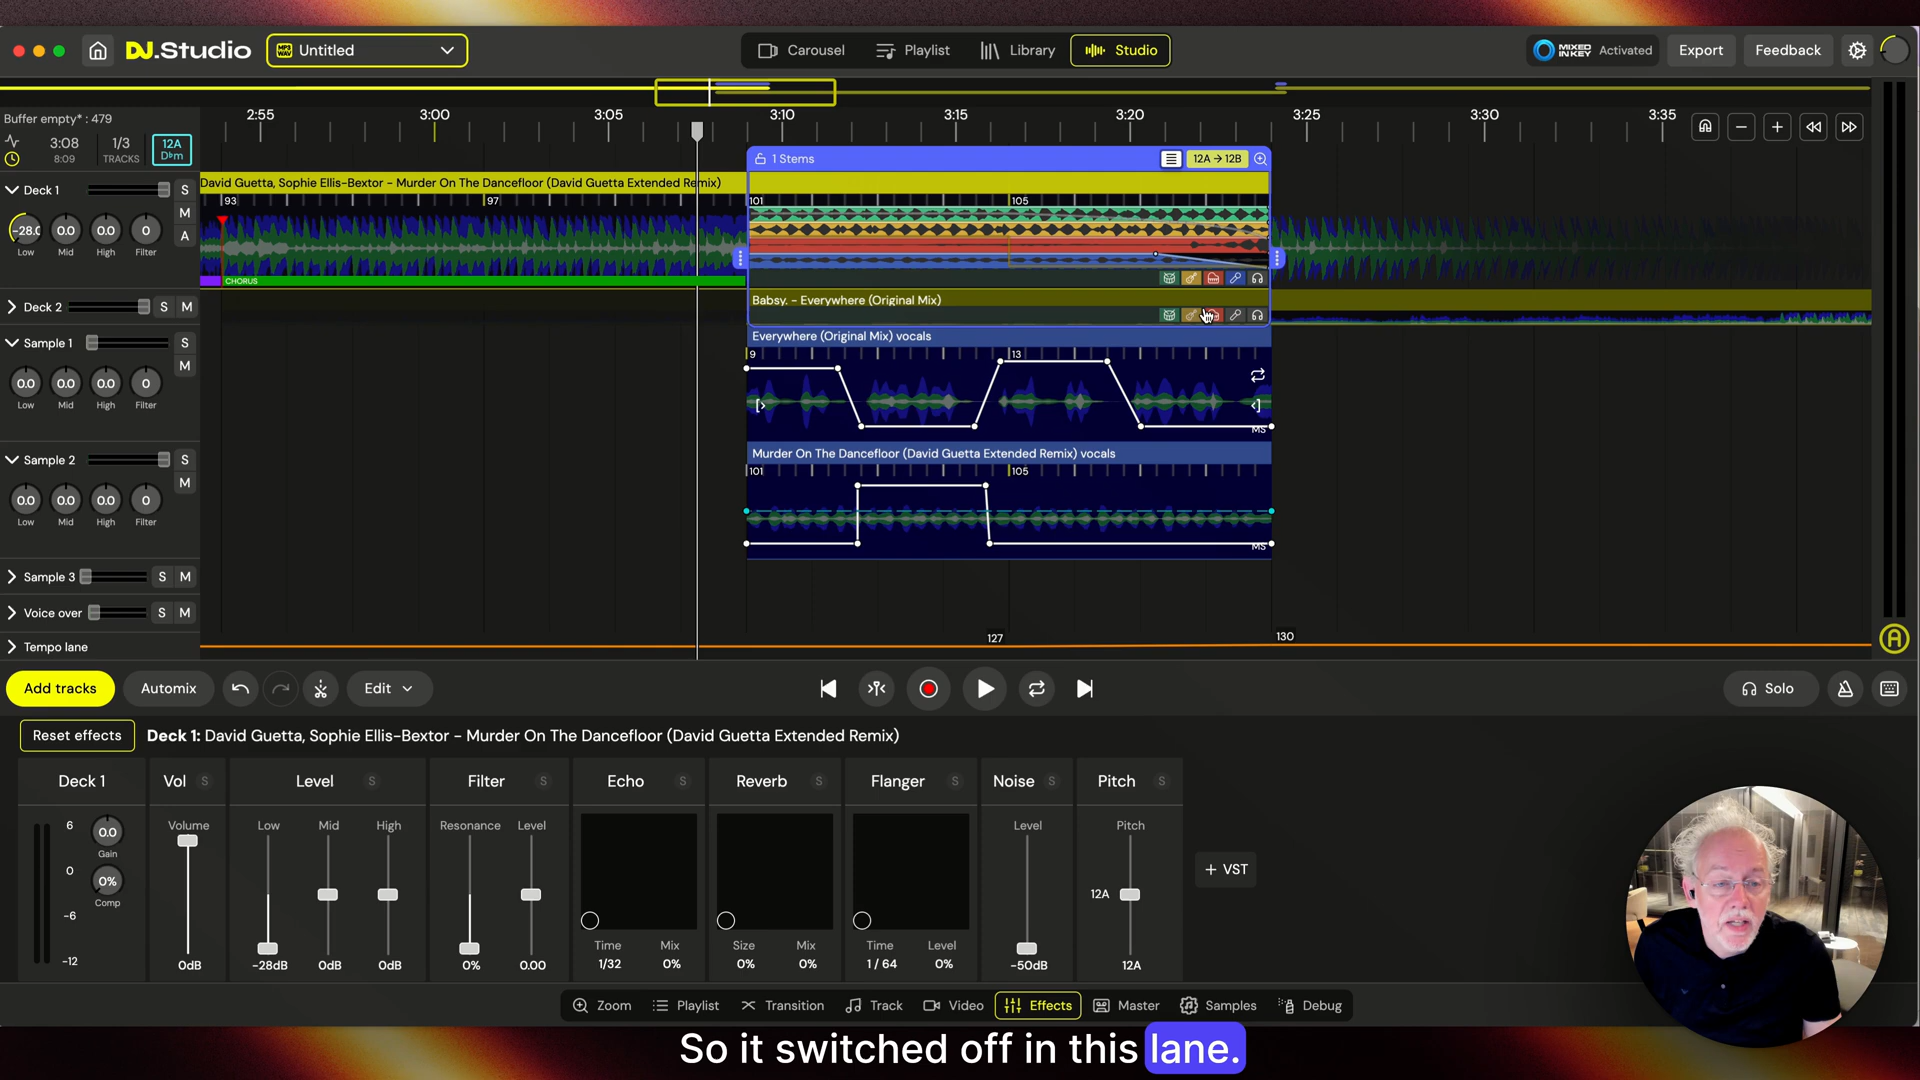 DJ.Studio
Untitled
Carousel
Playlist
Library
Studio
MIXED IN KEY
Activated
Export
Feedback
2:55
3:00
3:05
3:10
3:15
3:20
3:25
3:30
3:35
Buffer empty* : 479
3:08
8:09
1/3
TRACKS
12A
D♭m
1 Stems
12A → 12B
Deck 1
S
M
A
-28.0
0.0
0.0
0
Low
Mid
High
Filter
David Guetta, Sophie Ellis-Bextor - Murder On The Dancefloor (David Guetta Extended Remix)
93
97
101
105
CHORUS
Deck 2
S
M
Babsy. - Everywhere (Original Mix)
Sample 1
S
M
0.0
0.0
0.0
0
Low
Mid
High
Filter
Everywhere (Original Mix) vocals
9
13
MS
Sample 2
S
M
0.0
0.0
0.0
0
Low
Mid
High
Filter
Murder On The Dancefloor (David Guetta Extended Remix) vocals
101
105
MS
Sample 3
S
M
Voice over
S
M
Tempo lane
127
130
Add tracks
Automix
Edit
Solo
Reset effects
Deck 1: David Guetta, Sophie Ellis-Bextor - Murder On The Dancefloor (David Guetta Extended Remix)
Deck 1
6
0
-6
-12
0.0
Gain
0%
Comp
Vol
S
Volume
0dB
Level
S
Low
Mid
High
-28dB
0dB
0dB
Filter
S
Resonance
Level
0%
0.00
Echo
S
Time
Mix
1/32
0%
Reverb
S
Size
Mix
0%
0%
Flanger
S
Time
Level
1 / 64
0%
Noise
S
Level
-50dB
Pitch
S
Pitch
12A
12A
+ VST
Zoom
Playlist
Transition
Track
Video
Effects
Master
Samples
Debug
So it switched off in this lane.